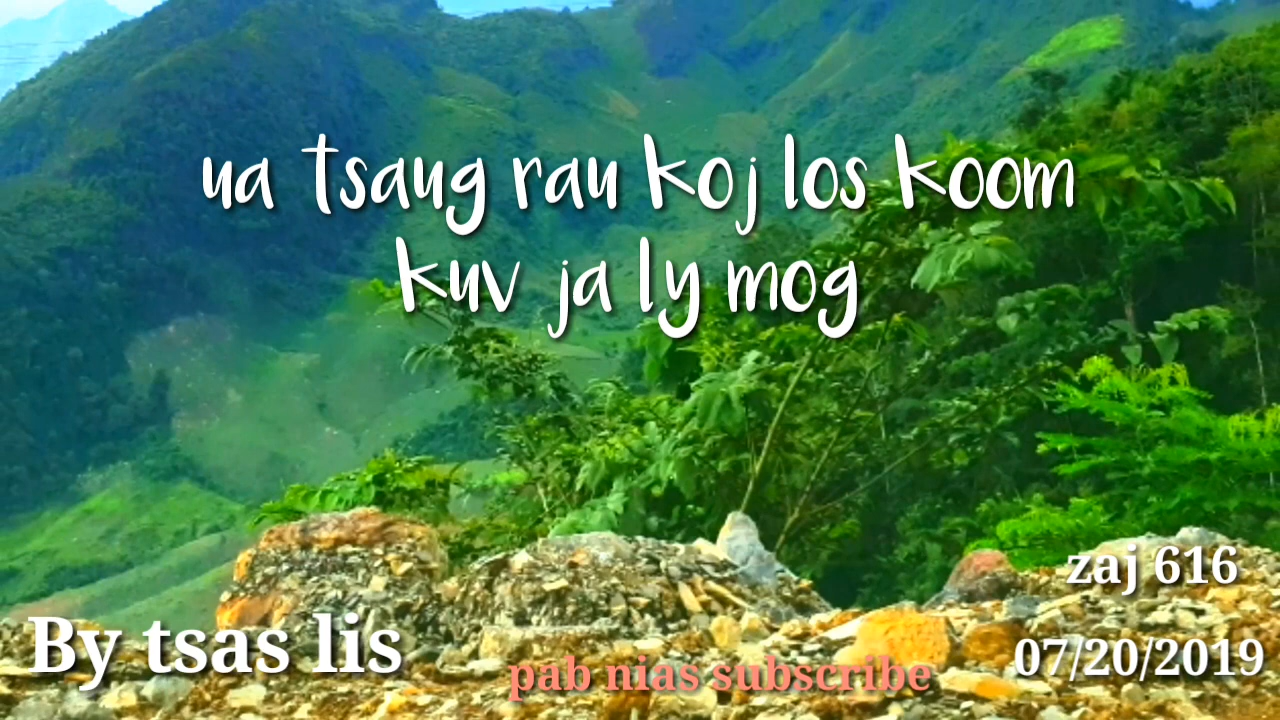 ua tsaug rau koj los koom
kuv ja ly mog
zaj 616
By tsas lis
pab nias subscribe
07/20/2019